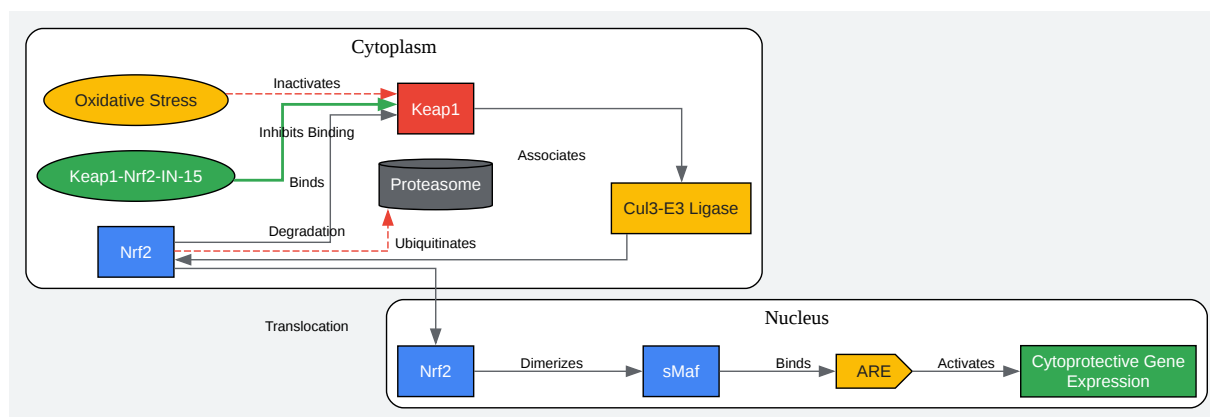 Cytoplasm
Inactivates
Oxidative Stress
Keap1
Inhibits Binding
Associates
Keap1-Nrf2-IN-15
Binds
Proteasome
Cul3-E3 Ligase
Degradation
Ubiquitinates
Nrf2
Translocation
Nucleus
Nrf2
Dimerizes
sMaf
Binds
ARE
Activates
Cytoprotective Gene
Expression